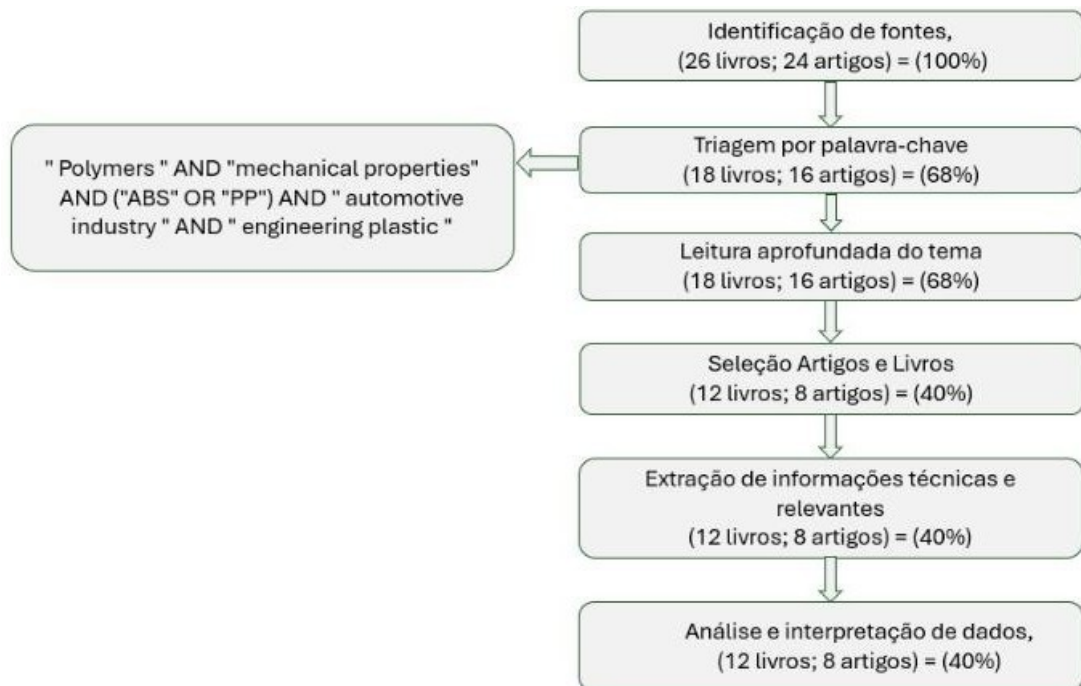 Identificação de fontes,
(26 livros; 24 artigos) = (100%)
Triagem por palavra-chave
(18 livros; 16 artigos) = (68%)
" Polymers " AND "mechanical properties"
AND ("ABS" OR "PP") AND " automotive
industry " AND " engineering plastic "
Leitura aprofundada do tema
(18 livros; 16 artigos) = (68%)
Seleção Artigos e Livros
(12 livros; 8 artigos) = (40%)
Extração de informações técnicas e
relevantes
(12 livros; 8 artigos) = (40%)
Análise e interpretação de dados,
(12 livros; 8 artigos) = (40%)